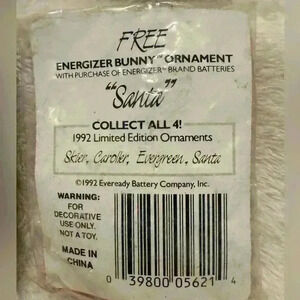 FREE
ENERGIZER BUNNY™ ORNAMENT
WITH PURCHASE OF ENERGIZER® BRAND BATTERIES
"Santa"
COLLECT ALL 4!
1992 Limited Edition Ornaments
Skier, Caroler, Evergreen, Santa
©1992 Eveready Battery Company, Inc.
WARNING:
FOR
DECORATIVE
USE ONLY.
NOT A TOY.
MADE IN
CHINA
0 39800 05621 4